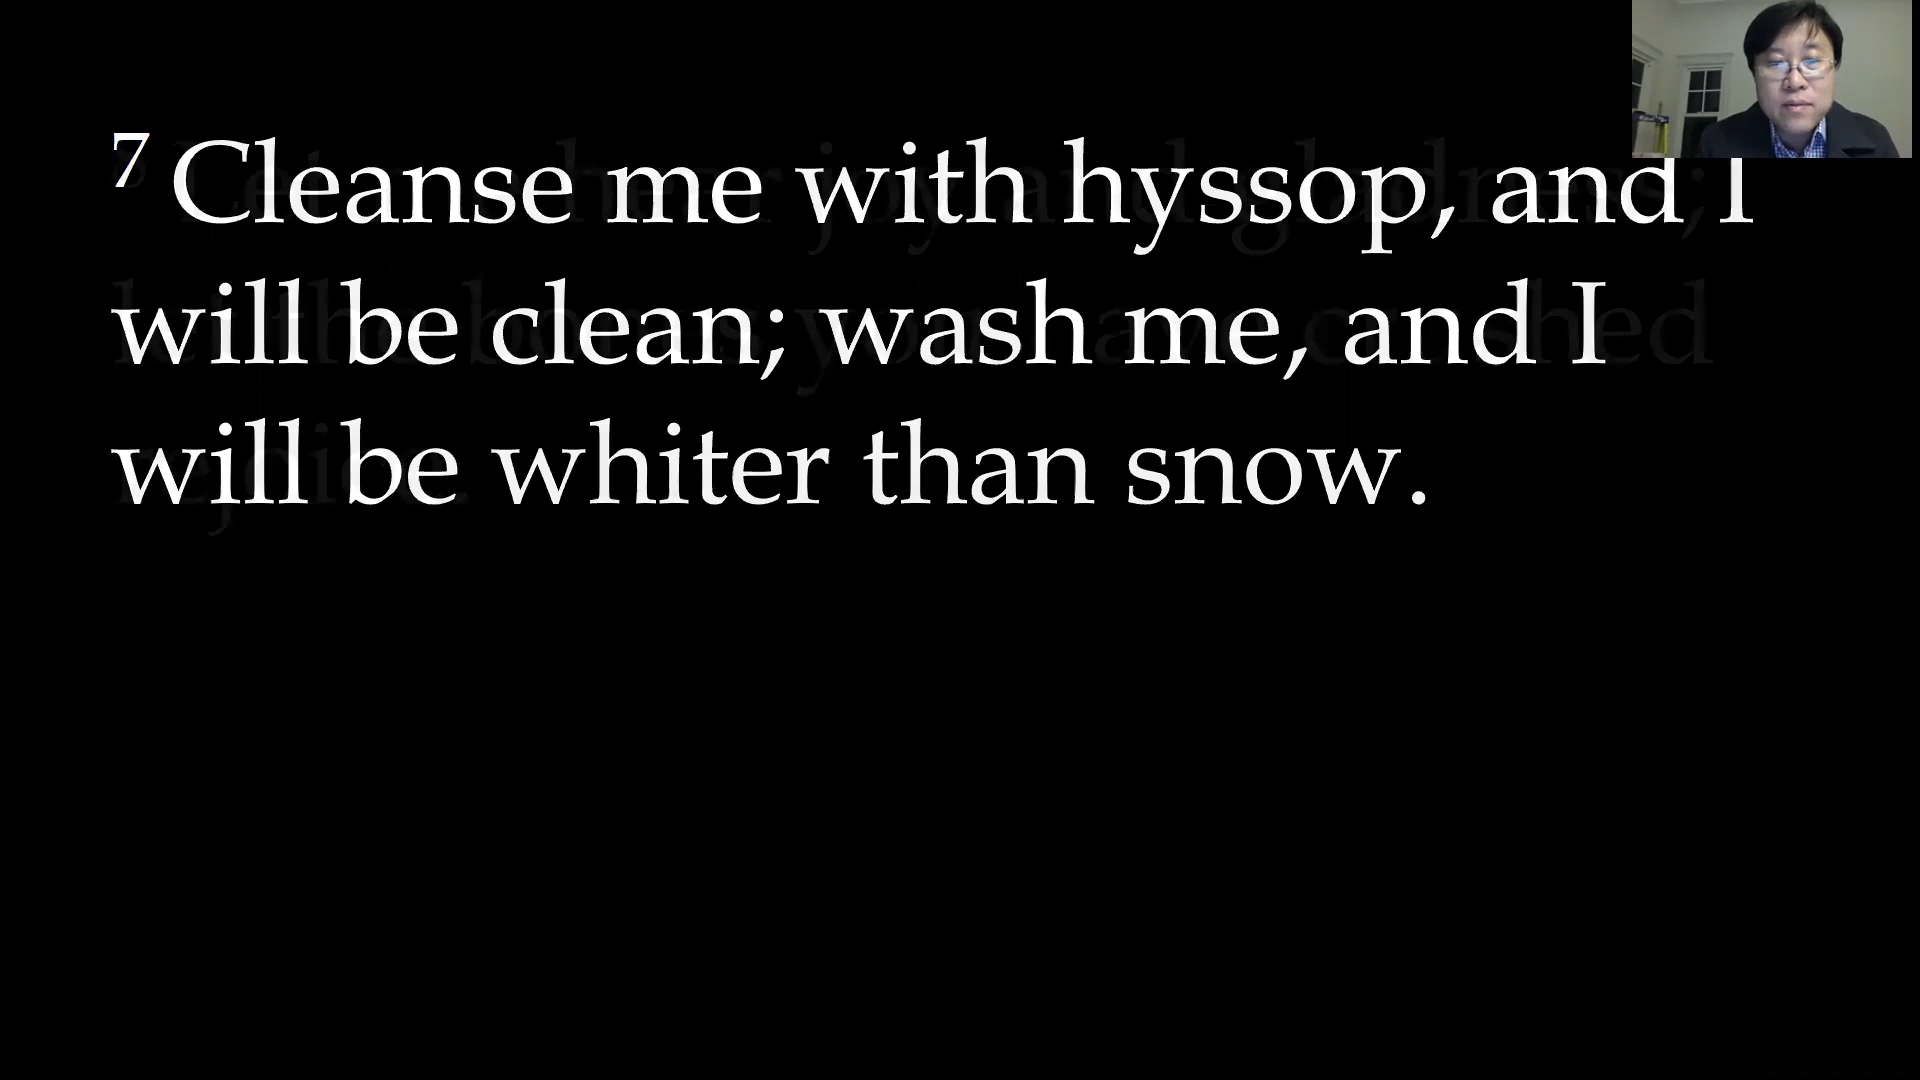 7 Cleanse me with hyssop, and I
will be clean; wash me, and I
will be whiter than snow.